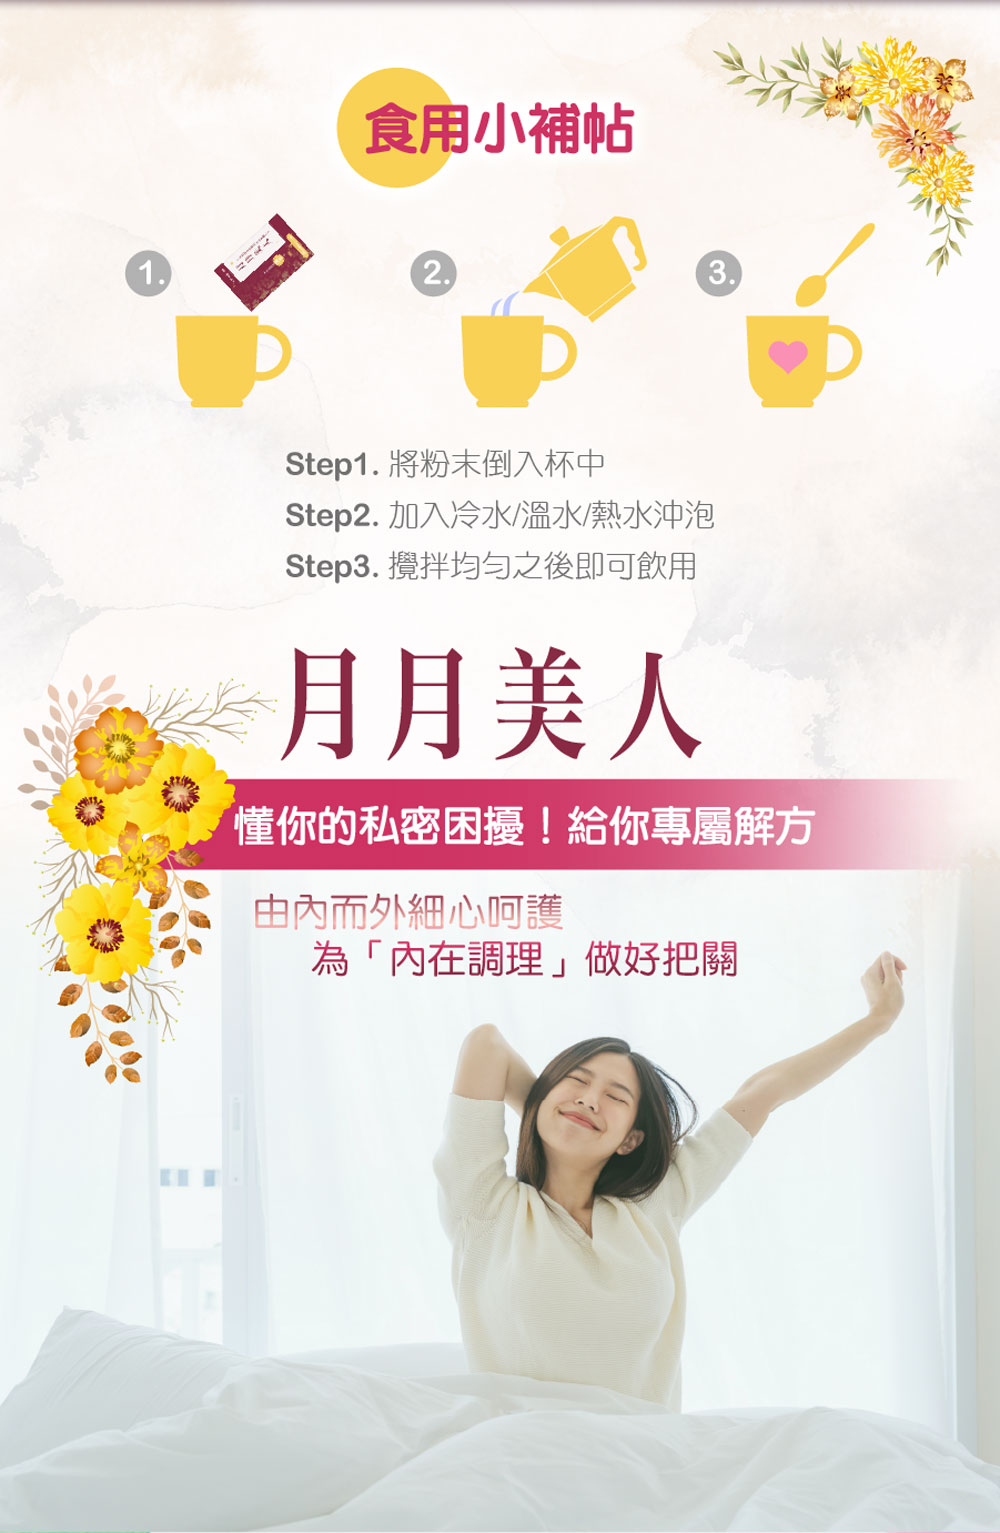 食用小補帖
1.
2.
3.
Step1. 將粉末倒入杯中
Step2. 加入冷水/溫水/熱水沖泡
Step3. 攪拌均勻之後即可飲用
月月美人
懂你的私密困擾！給你專屬解方
由內而外細心呵護
為「內在調理」做好把關